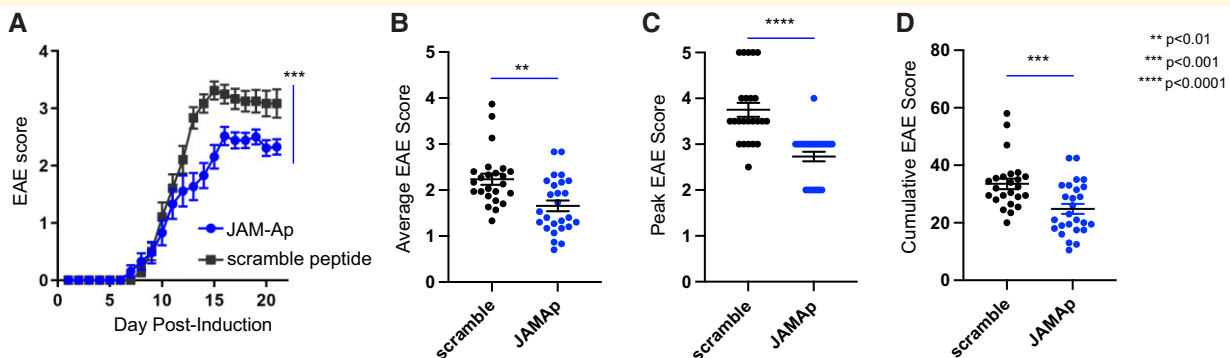 A
EAE score
4
3
2
1
0
0
5
10
15
20
Day Post-Induction
***
JAM-Ap
scramble peptide
B
Average EAE Score
5
4
3
2
1
0
**
scramble
JAMAp
C
Peak EAE Score
5
4
3
2
1
0
****
scramble
JAMAp
D
Cumulative EAE Score
80
60
40
20
0
***
scramble
JAMAp
** p<0.01
*** p<0.001
**** p<0.0001